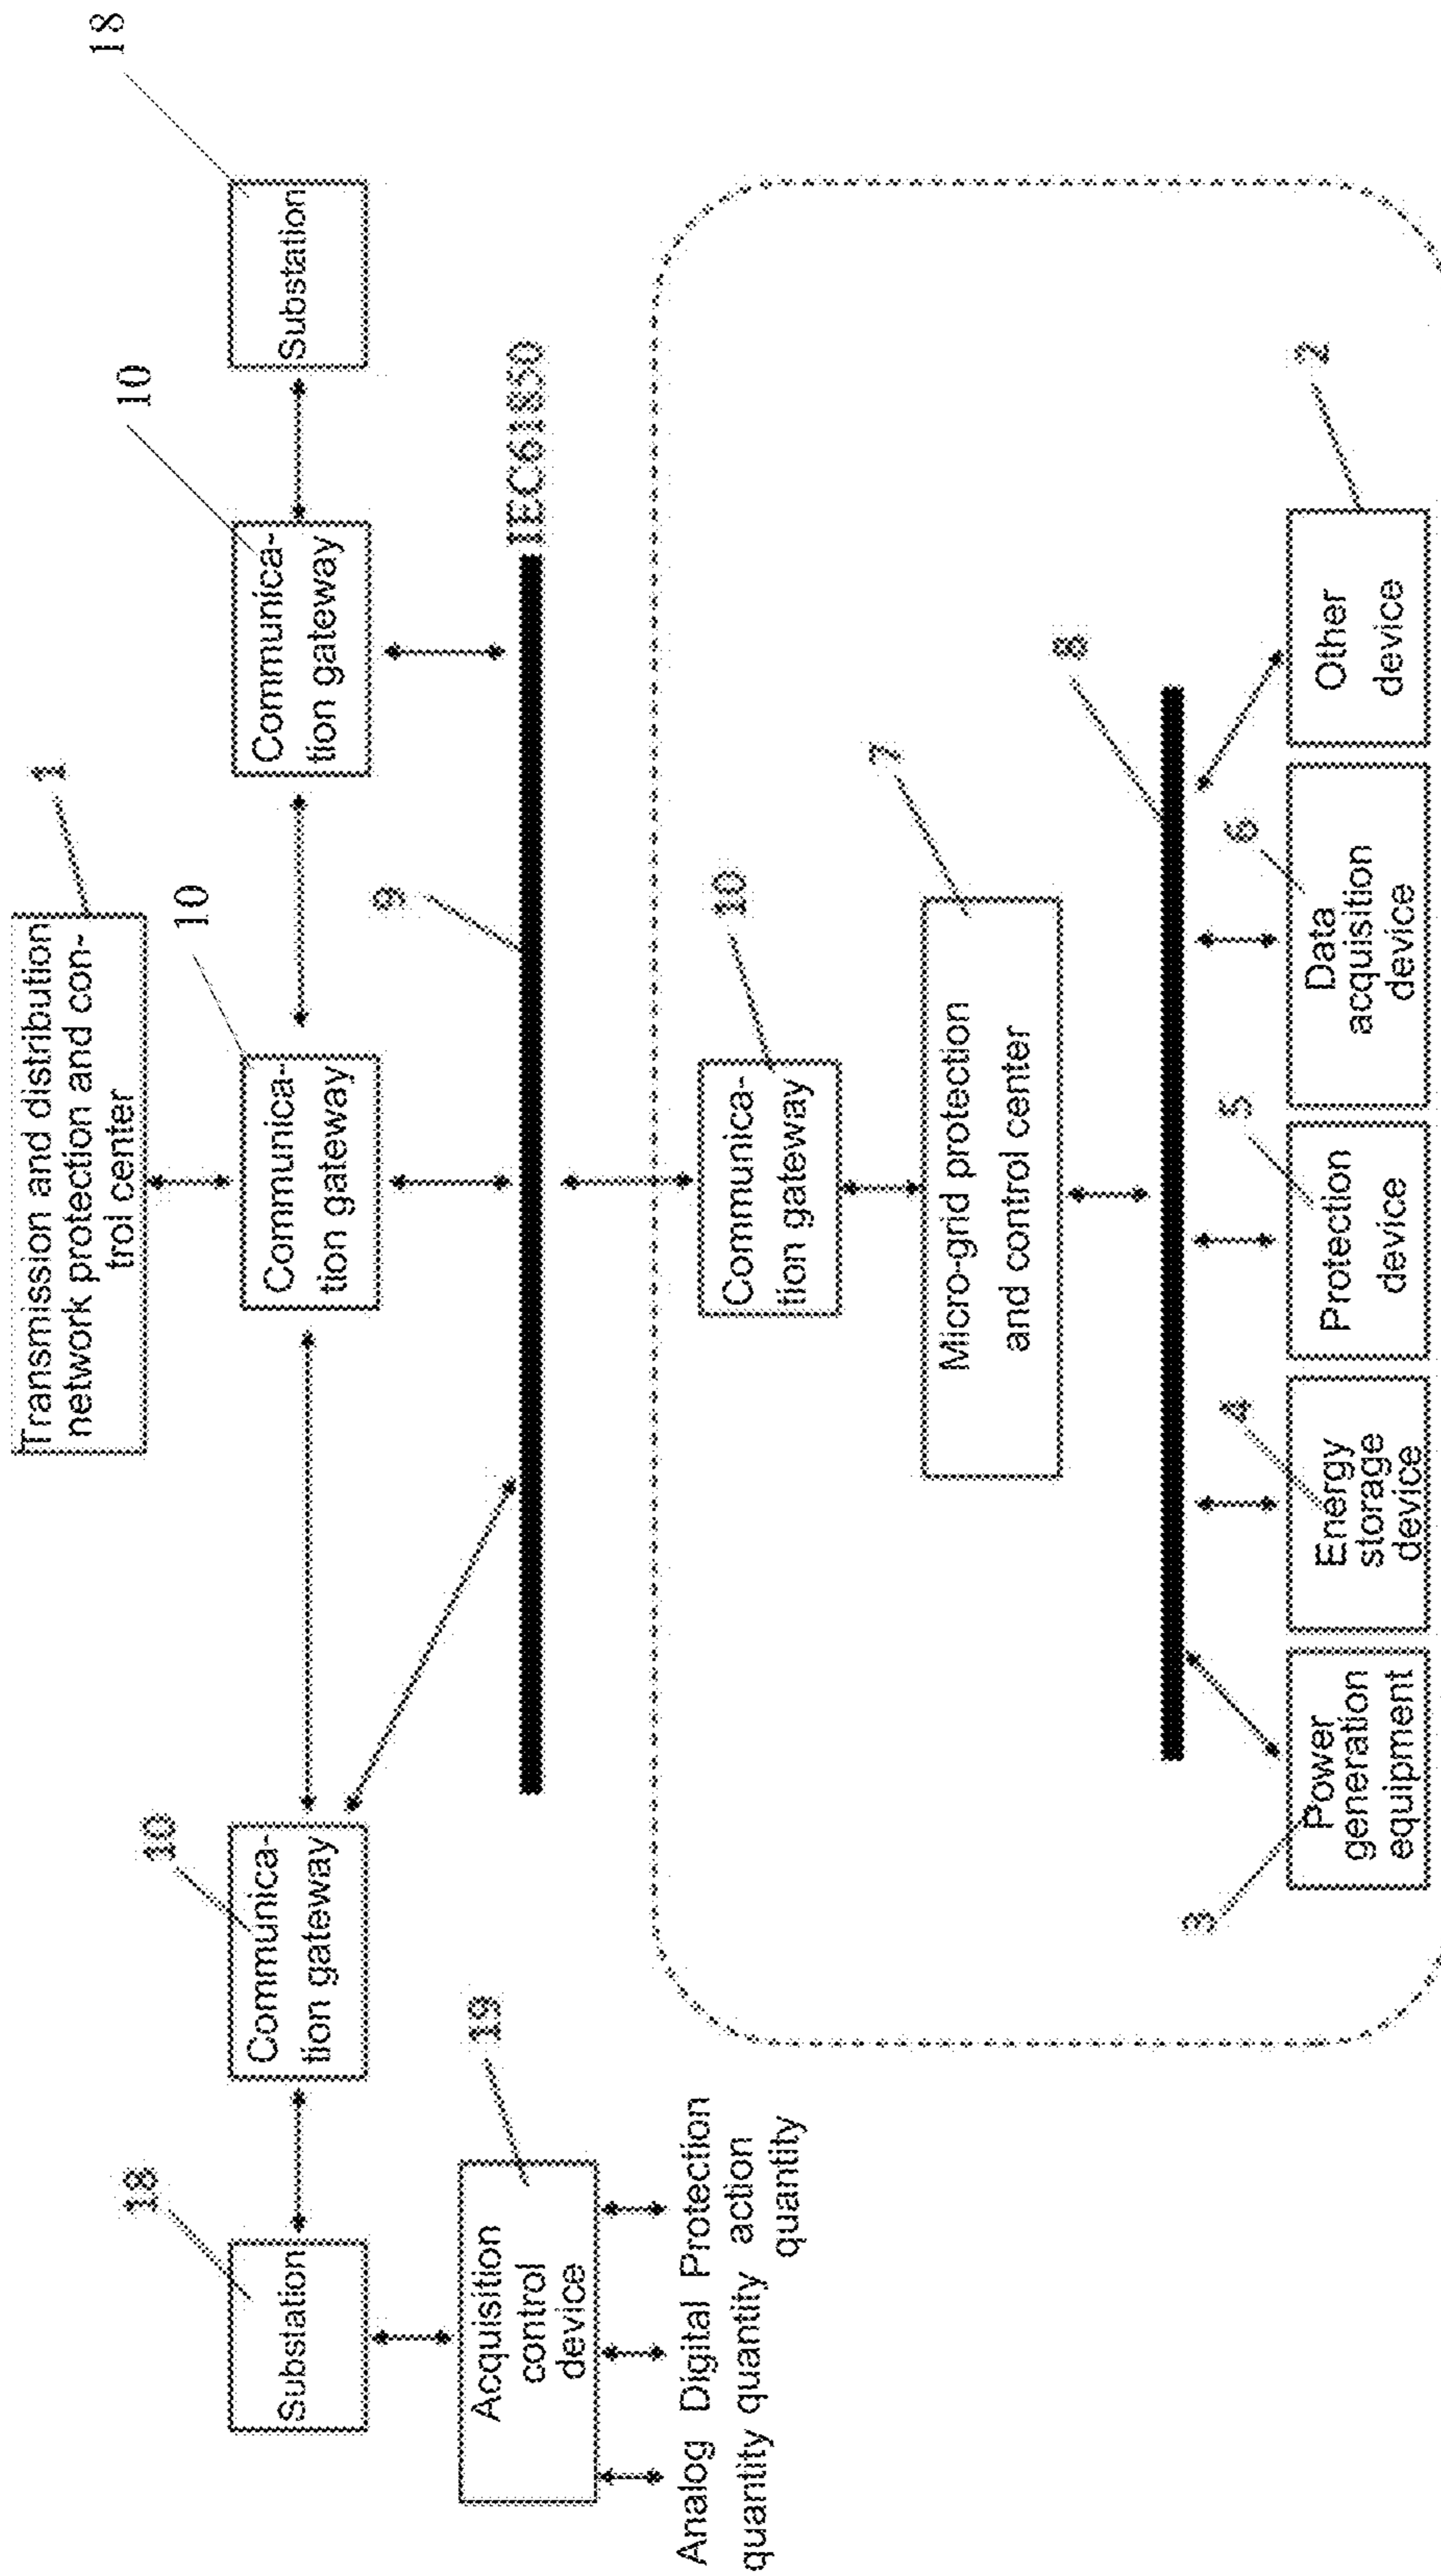 1
Transmission and distribution
network protection and con-
trol center
18
Substation
10
Communica-
tion gateway
10
Communica-
tion gateway
10
Communica-
tion gateway
18
Substation
19
Acquisition
control
device
Analog Digital Protection
quantity quantity action
quantity
9
IEC61850
10
Communica-
tion gateway
7
Micro-grid protection
and control center
8
3
Power
generation
equipment
4
Energy
storage
device
5
Protection
device
6
Data
acquisition
device
2
Other
device